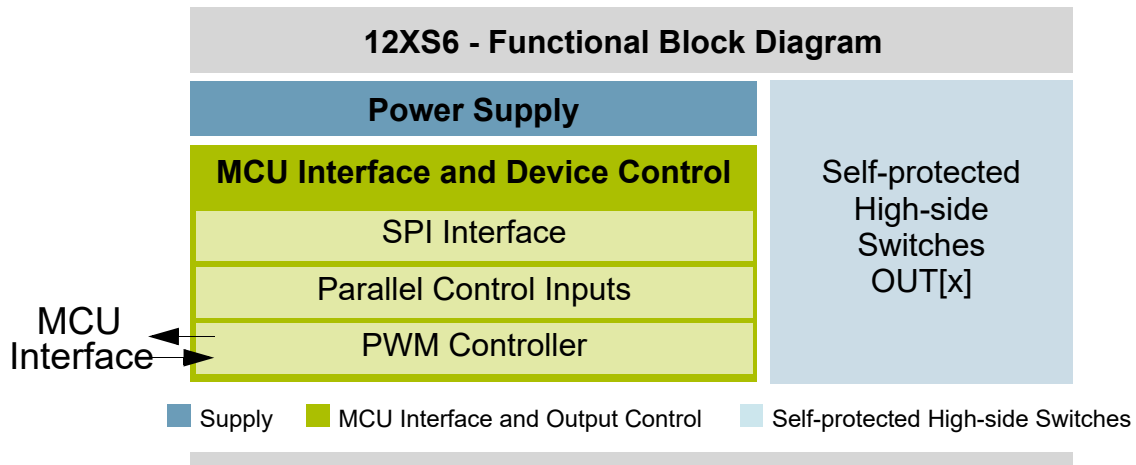 12XS6 - Functional Block Diagram
Power Supply
MCU Interface and Device Control
SPI Interface
Parallel Control Inputs
PWM Controller
Self-protected
High-side
Switches
OUT[x]
MCU
Interface
Supply
MCU Interface and Output Control
Self-protected High-side Switches